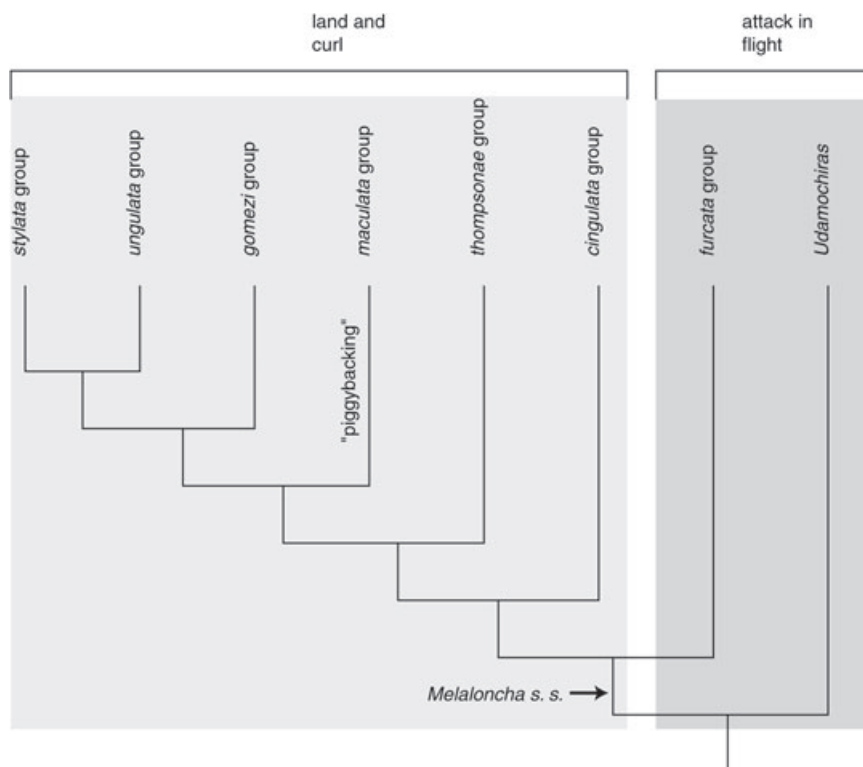 land and
curl
attack in
flight
stylata group
ungulata group
gomezi group
maculata group
thompsonae group
cingulata group
furcata group
Udamochiras
"piggybacking"
Melaloncha s. s.